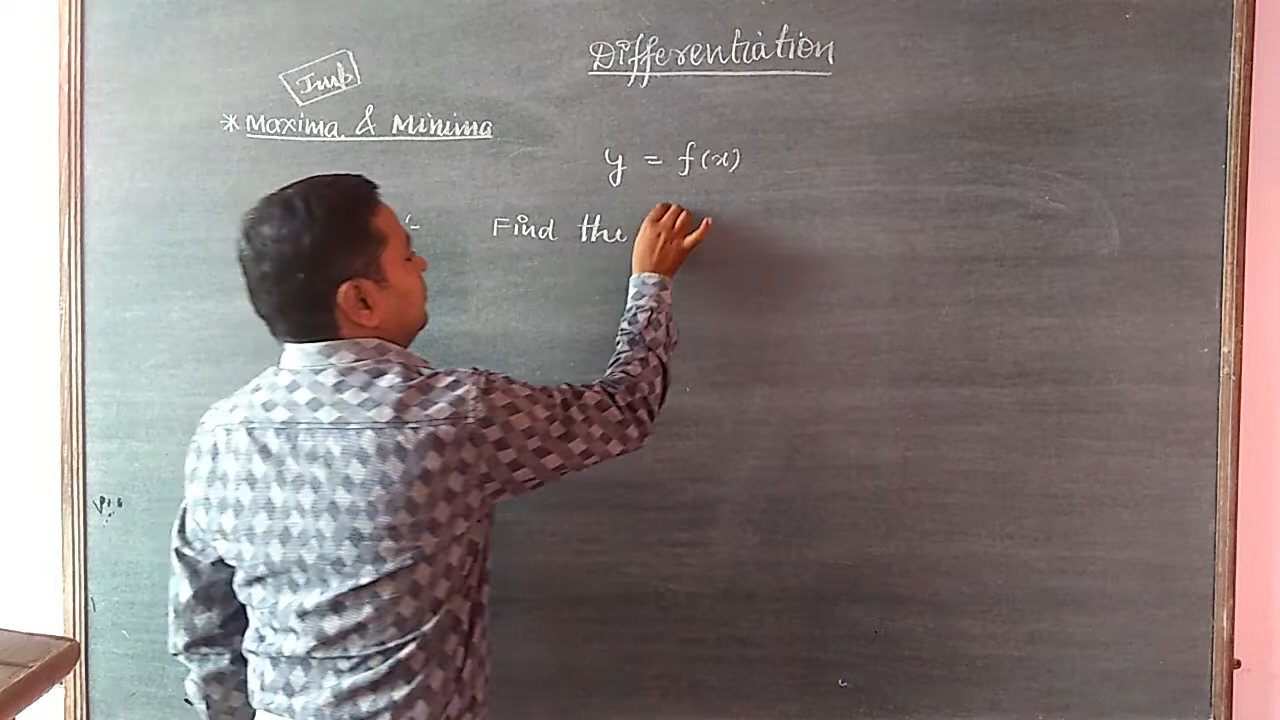 Differentiation
Imp
* Maxima & Minima
y = f(x)
:- Find the